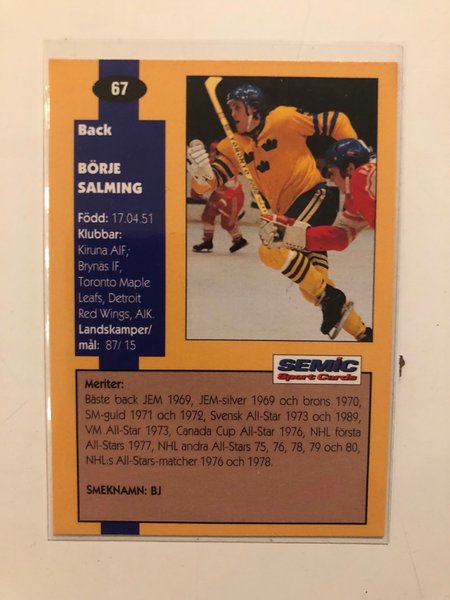 67
Back
BÖRJE
SALMING
Född: 17.04.51
Klubbar:
Kiruna AIF;
Brynäs IF,
Toronto Maple
Leafs, Detroit
Red Wings, AIK.
Landskamper/
mål: 87/ 15
SEMIC
Sport Cards
Meriter:
Bäste back JEM 1969, JEM-silver 1969 och brons 1970,
SM-guld 1971 och 1972, Svensk All-Star 1973 och 1989,
VM All-Star 1973, Canada Cup All-Star 1976, NHL första
All-Stars 1977, NHL andra All-Stars 75, 76, 78, 79 och 80,
NHL:s All-Stars-matcher 1976 och 1978.
SMEKNAMN: BJ